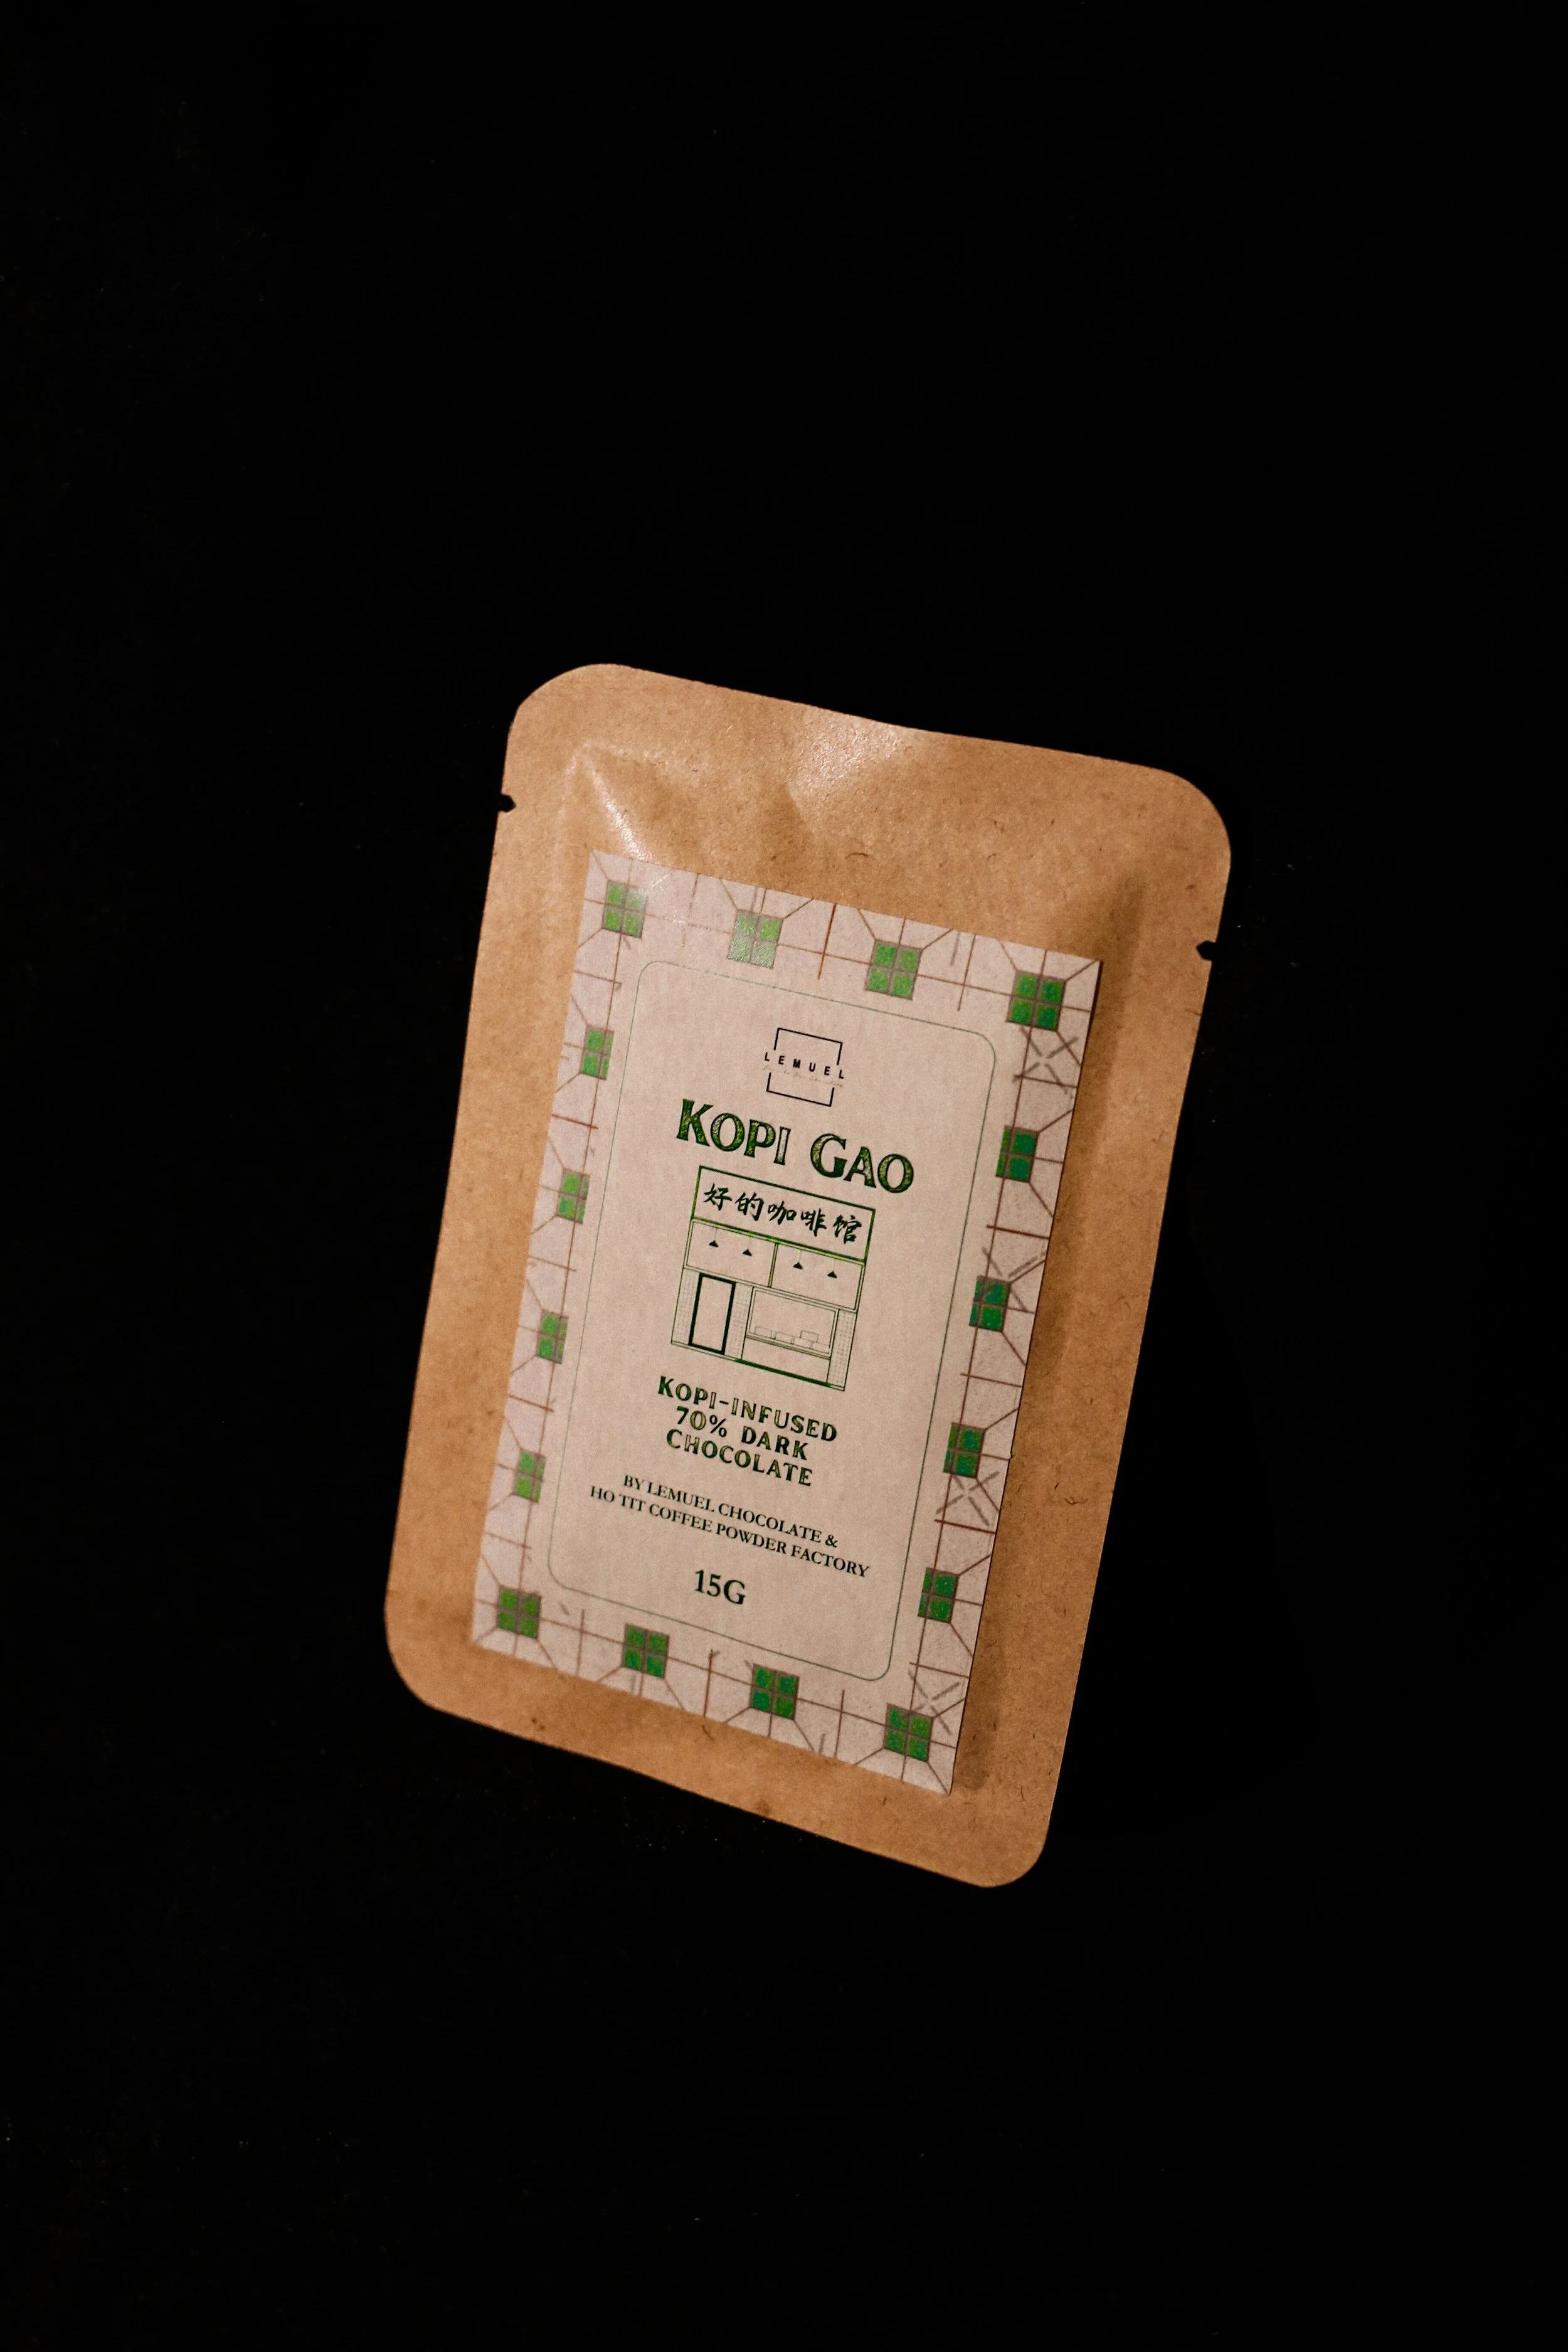 LEMUEL
KOPI GAO
好的咖啡馆
KOPI-INFUSED
70% DARK
CHOCOLATE
BY LEMUEL CHOCOLATE &
HO TIT COFFEE POWDER FACTORY
15G